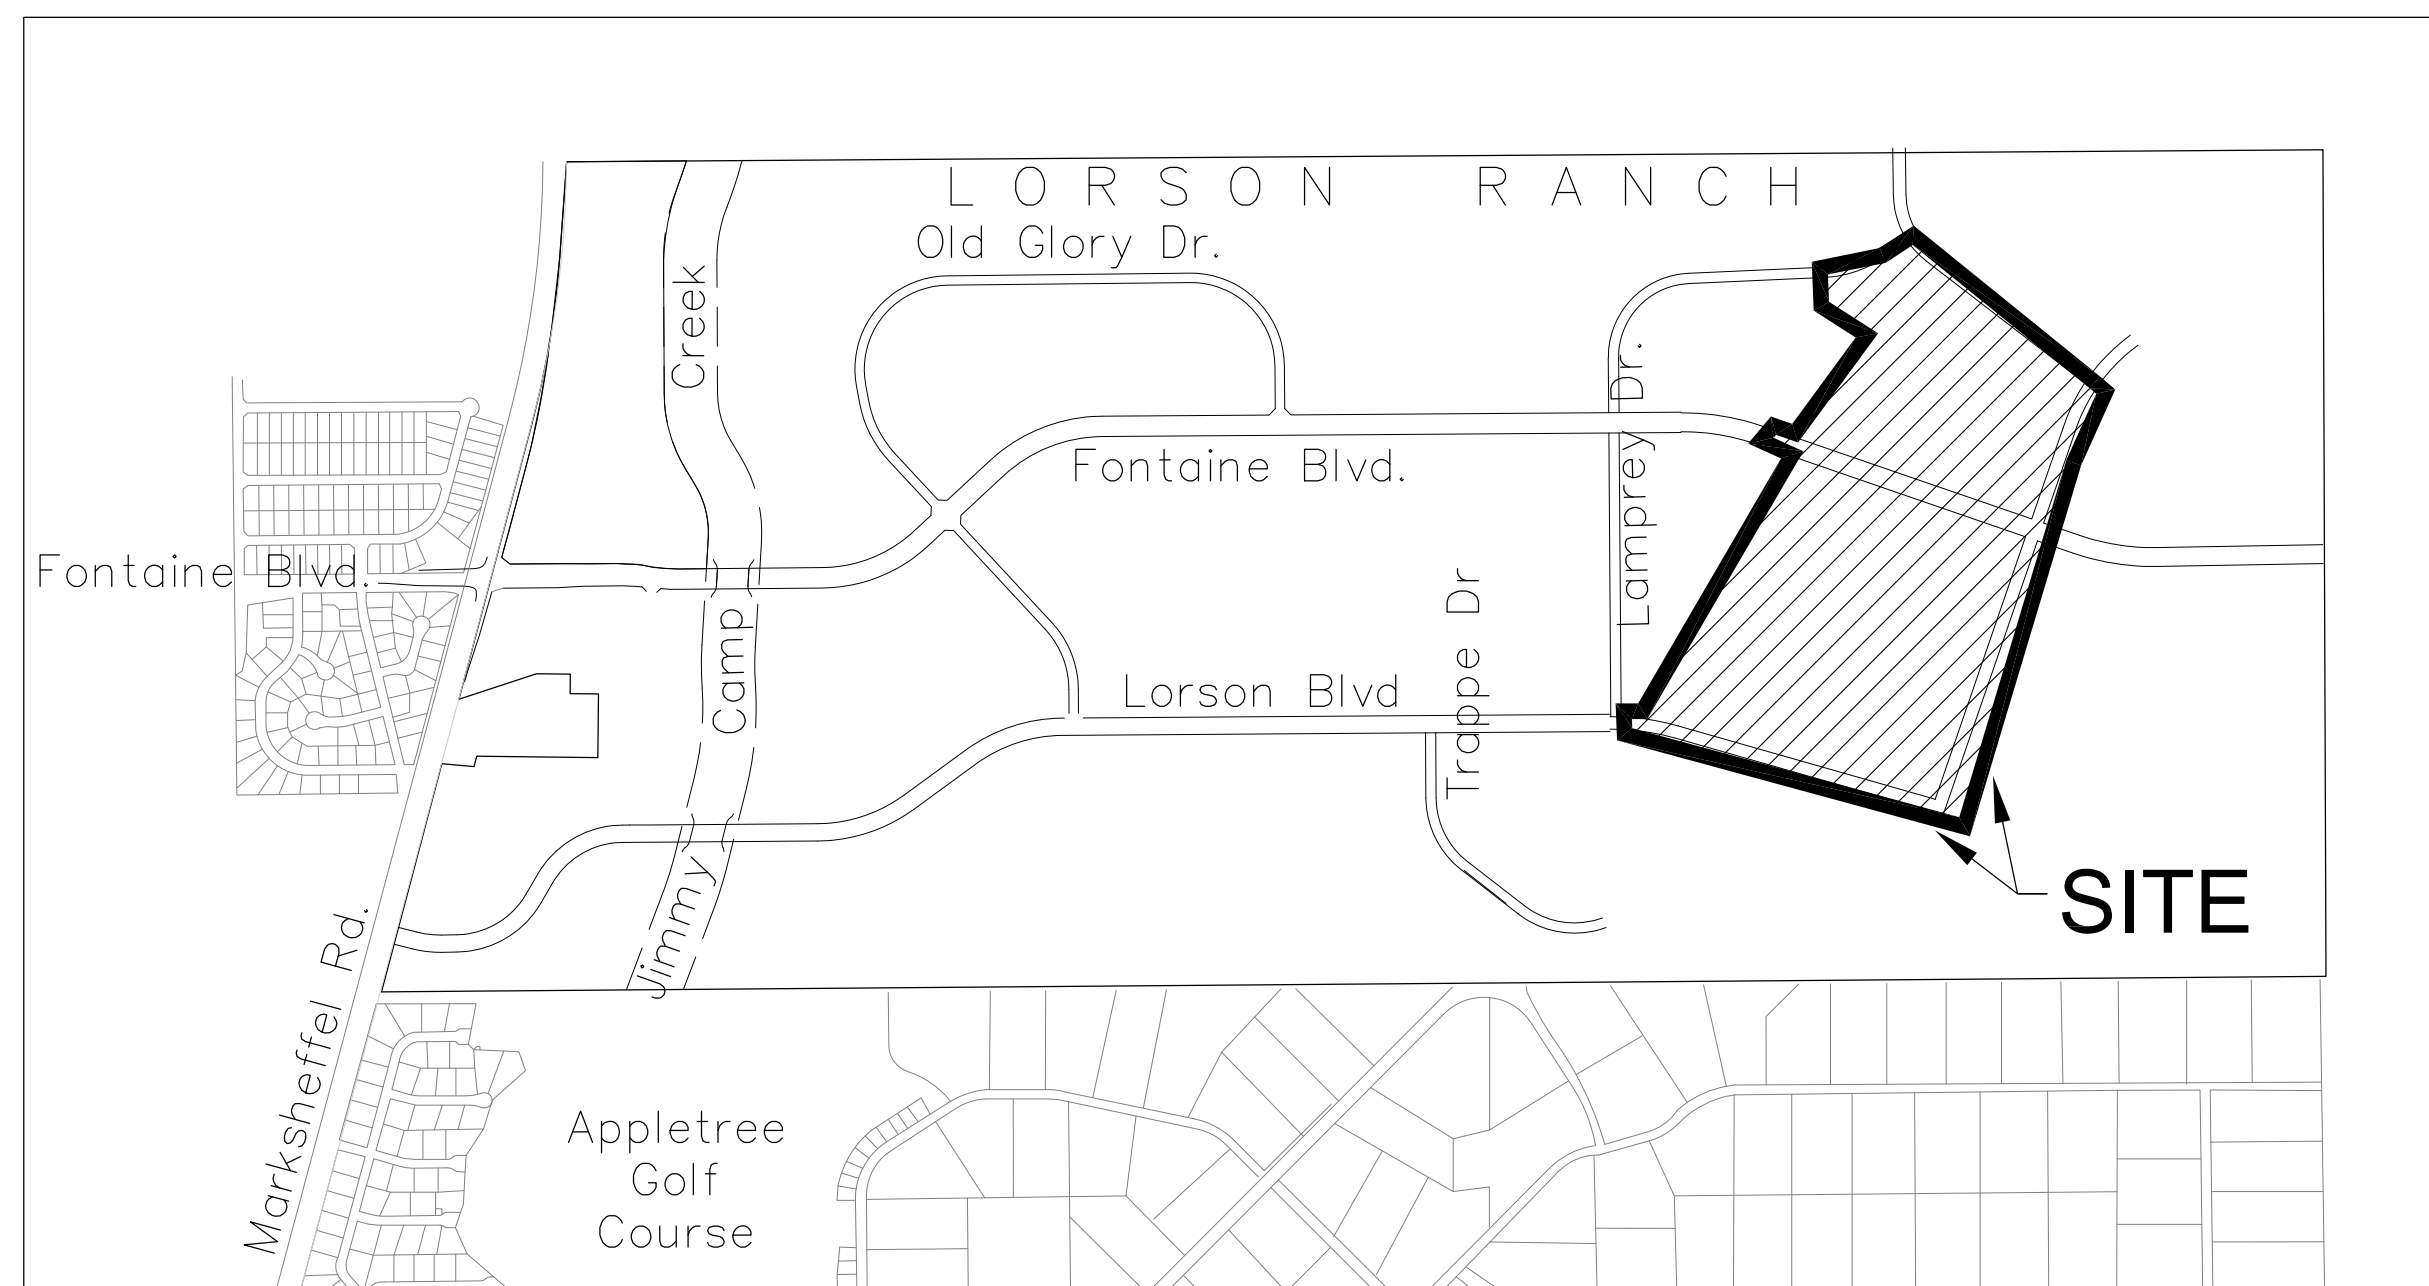 LORSON RANCH
Old Glory Dr.
Creek
Lamprey Dr.
Fontaine Blvd.
Fontaine Blvd.
Trappe Dr
Camp
Lorson Blvd
Jimmy
SITE
Marksheffel Rd.
Appletree
Golf
Course